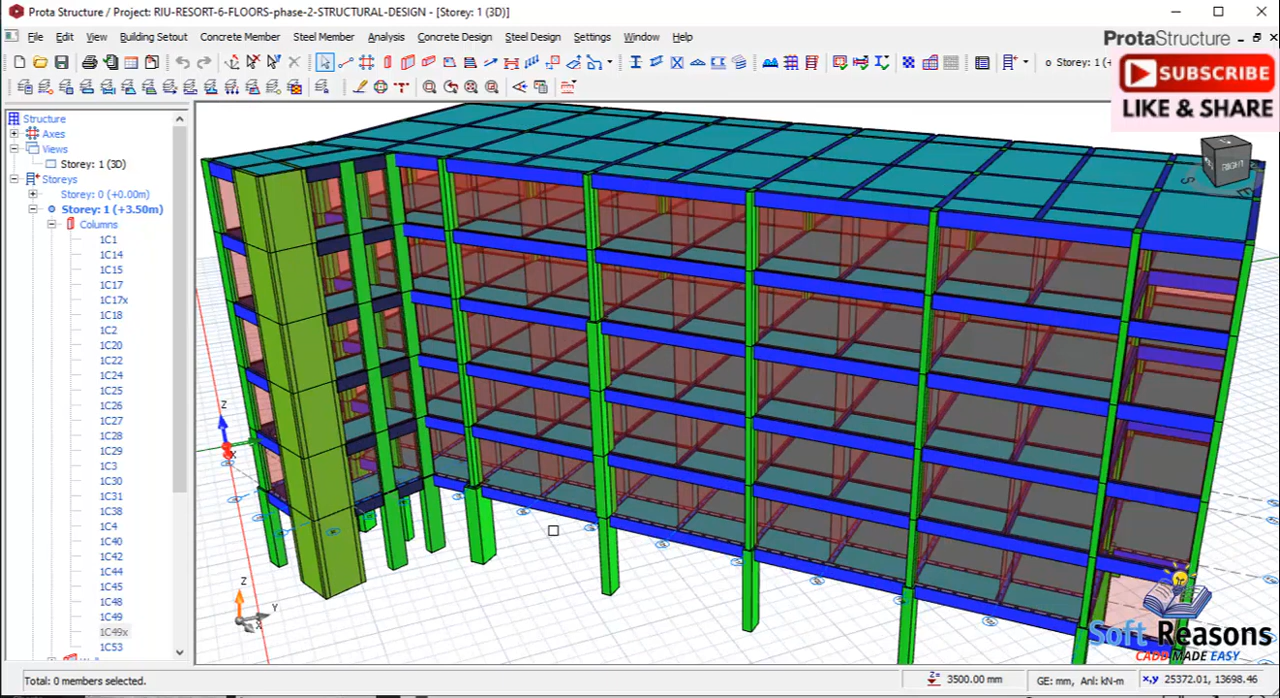 Prota Structure / Project: RIU-RESORT-6-FLOORS-phase-2-STRUCTURAL-DESIGN - [Storey: 1 (3D)]
File Edit View Building Setout Concrete Member Steel Member Analysis Concrete Design Steel Design Settings Window Help
ProtaStructure
Storey: 1 (+
SUBSCRIBE
LIKE & SHARE
Structure
Axes
Views
Storey: 1 (3D)
Storeys
Storey: 0 (+0.00m)
Storey: 1 (+3.50m)
Columns
1C1
1C14
1C15
1C17
1C17x
1C18
1C2
1C20
1C22
1C24
1C25
1C26
1C27
1C28
1C29
1C3
1C30
1C31
1C38
1C4
1C40
1C42
1C44
1C45
1C48
1C49
1C49x
1C53
RIGHT
S
E
Z
X
Z
Y
X
Soft Reasons
CADD MADE EASY
Total: 0 members selected.
Z= 3500.00 mm
GE: mm, Anl: kN-m
x,y 25372.01, 13698.46